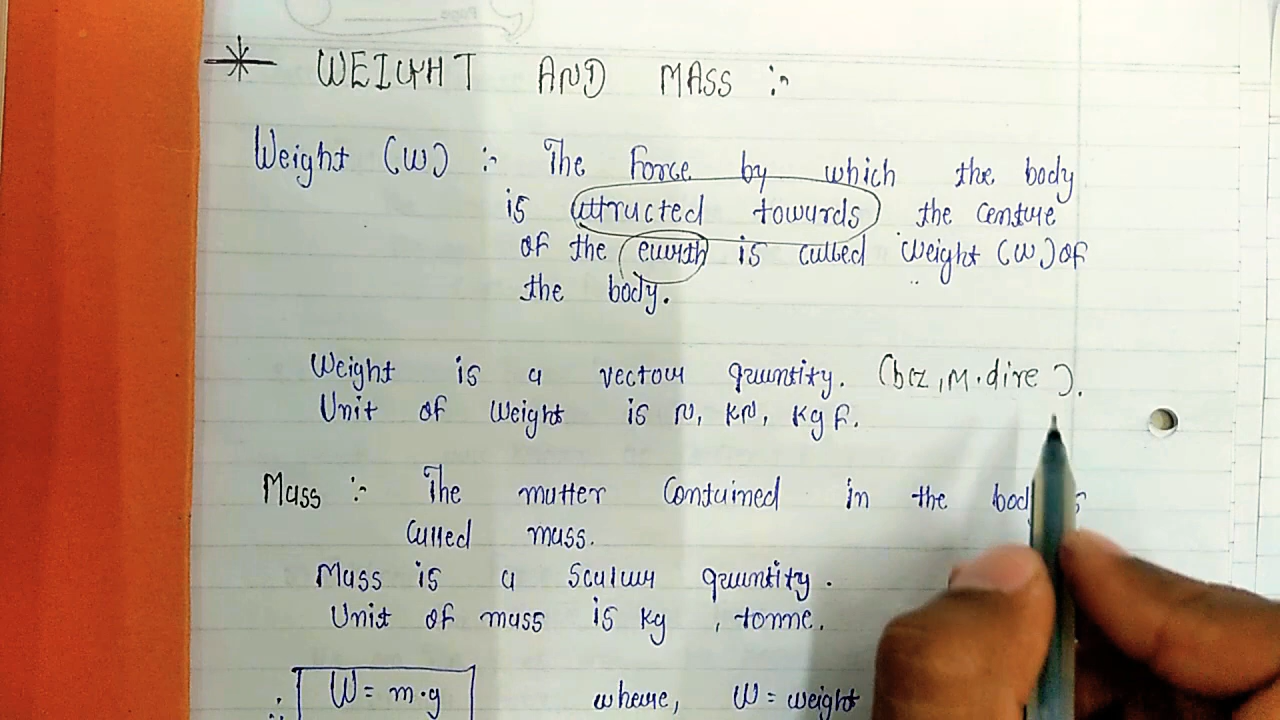 * WEIGHT AND MASS :-
Weight (W) :- The Force by which the body
is attracted towards the centre
of the earth is called weight (W) of
the body.
Weight is a vector quantity. (bcz, M. dire ).
Unit of weight is N, KN, Kg F.
Mass :- The matter contained in the body is
called mass.
Mass is a scalar quantity.
Unit of mass is kg , tonne.
∴ W = m.g where, W = weight